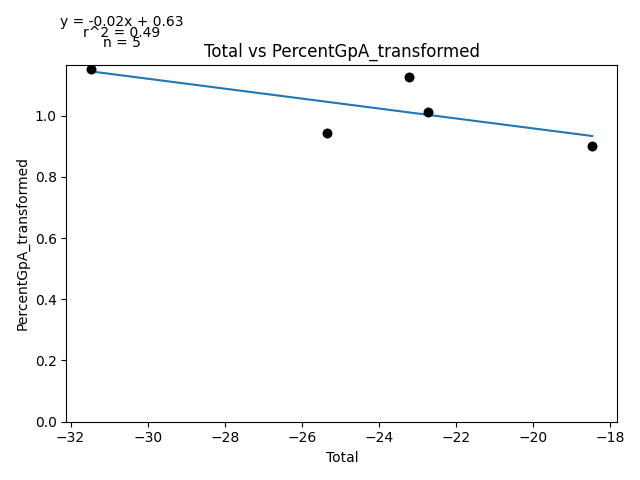 y = -0.02x + 0.63
r^2 = 0.49
n = 5
Total vs PercentGpA_transformed
PercentGpA_transformed
1.0
0.8
0.6
0.4
0.2
0.0
−32 −30 −28 −26 −24 −22 −20 −18
Total